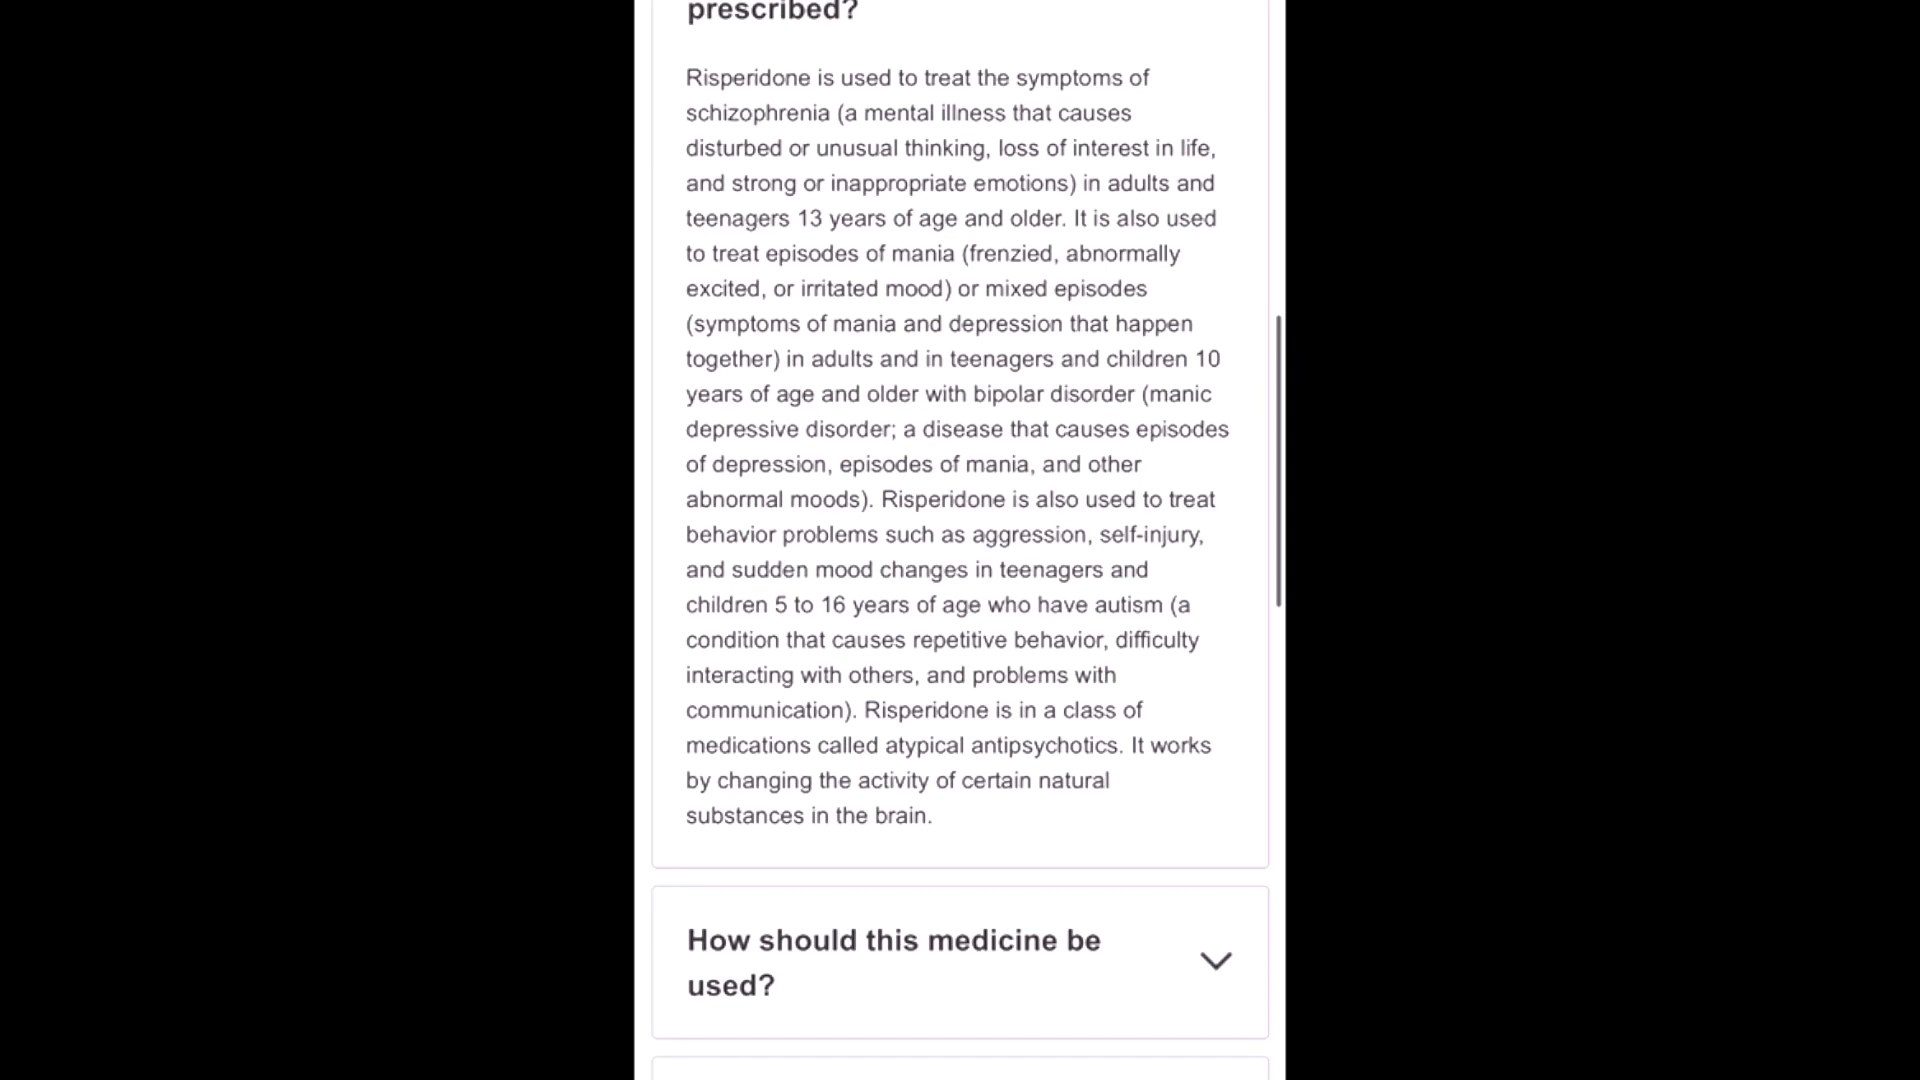 prescribed?
Risperidone is used to treat the symptoms of
schizophrenia (a mental illness that causes
disturbed or unusual thinking, loss of interest in life,
and strong or inappropriate emotions) in adults and
teenagers 13 years of age and older. It is also used
to treat episodes of mania (frenzied, abnormally
excited, or irritated mood) or mixed episodes
(symptoms of mania and depression that happen
together) in adults and in teenagers and children 10
years of age and older with bipolar disorder (manic
depressive disorder; a disease that causes episodes
of depression, episodes of mania, and other
abnormal moods). Risperidone is also used to treat
behavior problems such as aggression, self-injury,
and sudden mood changes in teenagers and
children 5 to 16 years of age who have autism (a
condition that causes repetitive behavior, difficulty
interacting with others, and problems with
communication). Risperidone is in a class of
medications called atypical antipsychotics. It works
by changing the activity of certain natural
substances in the brain.
How should this medicine be
used?